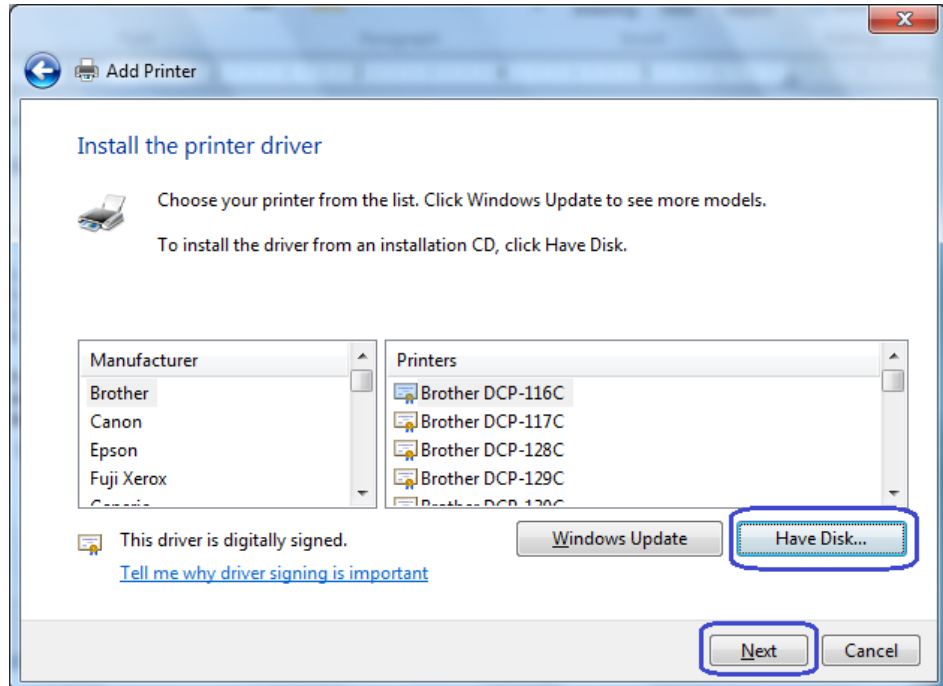 Add Printer
Install the printer driver
Choose your printer from the list. Click Windows Update to see more models.
To install the driver from an installation CD, click Have Disk.
Manufacturer
Brother
Canon
Epson
Fuji Xerox
Printers
Brother DCP-116C
Brother DCP-117C
Brother DCP-128C
Brother DCP-129C
This driver is digitally signed.
Tell me why driver signing is important
Windows Update
Have Disk...
Next
Cancel